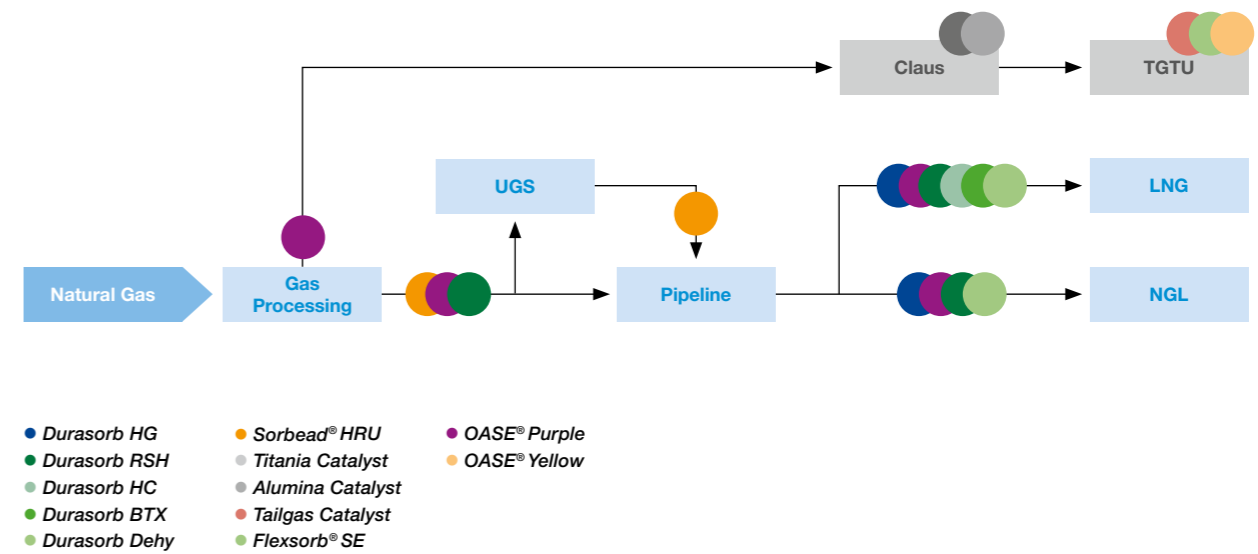 Claus
TGTU
UGS
LNG
Natural Gas
Gas
Processing
Pipeline
NGL
Durasorb HG
Durasorb RSH
Durasorb HC
Durasorb BTX
Durasorb Dehy
Sorbead® HRU
Titania Catalyst
Alumina Catalyst
Tailgas Catalyst
Flexsorb® SE
OASE® Purple
OASE® Yellow